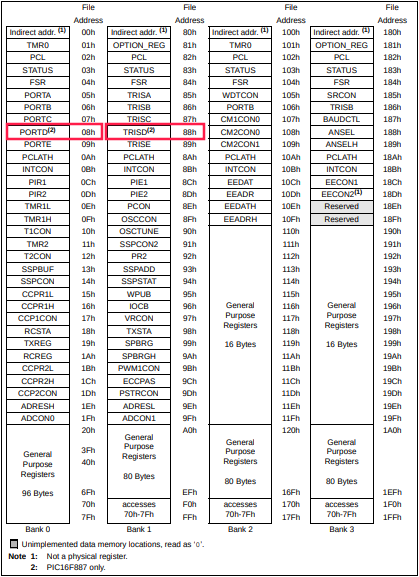 File File File File
Address Address Address Address
Indirect addr. (1) 00h Indirect addr. (1) 80h Indirect addr. (1) 100h Indirect addr. (1) 180h
TMR0 01h OPTION_REG 81h TMR0 101h OPTION_REG 181h
PCL 02h PCL 82h PCL 102h PCL 182h
STATUS 03h STATUS 83h STATUS 103h STATUS 183h
FSR 04h FSR 84h FSR 104h FSR 184h
PORTA 05h TRISA 85h WDTCON 105h SRCON 185h
PORTB 06h TRISB 86h PORTB 106h TRISB 186h
PORTC 07h TRISC 87h CM1CON0 107h BAUDCTL 187h
PORTD(2) 08h TRISD(2) 88h CM2CON0 108h ANSEL 188h
PORTE 09h TRISE 89h CM2CON1 109h ANSELH 189h
PCLATH 0Ah PCLATH 8Ah PCLATH 10Ah PCLATH 18Ah
INTCON 0Bh INTCON 8Bh INTCON 10Bh INTCON 18Bh
PIR1 0Ch PIE1 8Ch EEDAT 10Ch EECON1 18Ch
PIR2 0Dh PIE2 8Dh EEADR 10Dh EECON2(1) 18Dh
TMR1L 0Eh PCON 8Eh EEDATH 10Eh Reserved 18Eh
TMR1H 0Fh OSCCON 8Fh EEADRH 10Fh Reserved 18Fh
T1CON 10h OSCTUNE 90h 110h 190h
TMR2 11h SSPCON2 91h 111h 191h
T2CON 12h PR2 92h 112h 192h
SSPBUF 13h SSPADD 93h 113h 193h
SSPCON 14h SSPSTAT 94h 114h 194h
CCPR1L 15h WPUB 95h 115h 195h
CCPR1H 16h IOCB 96h General 116h General 196h
CCP1CON 17h VRCON 97h Purpose 117h Purpose 197h
RCSTA 18h TXSTA 98h Registers 118h Registers 198h
TXREG 19h SPBRG 99h 16 Bytes 119h 16 Bytes 199h
RCREG 1Ah SPBRGH 9Ah 11Ah 19Ah
CCPR2L 1Bh PWM1CON 9Bh 11Bh 19Bh
CCPR2H 1Ch ECCPAS 9Ch 11Ch 19Ch
CCP2CON 1Dh PSTRCON 9Dh 11Dh 19Dh
ADRESH 1Eh ADRESL 9Eh 11Eh 19Eh
ADCON0 1Fh ADCON1 9Fh 11Fh 19Fh
20h A0h 120h 1A0h
General General General
3Fh Purpose Purpose Purpose
General Registers Registers Registers
Purpose 40h
Registers 80 Bytes 80 Bytes 80 Bytes
96 Bytes 6Fh EFh 16Fh 1EFh
70h accesses F0h accesses 170h accesses 1F0h
7Fh 70h-7Fh FFh 70h-7Fh 17Fh 70h-7Fh 1FFh
Bank 0 Bank 1 Bank 2 Bank 3
Unimplemented data memory locations, read as ‘0’.
Note 1: Not a physical register.
2: PIC16F887 only.